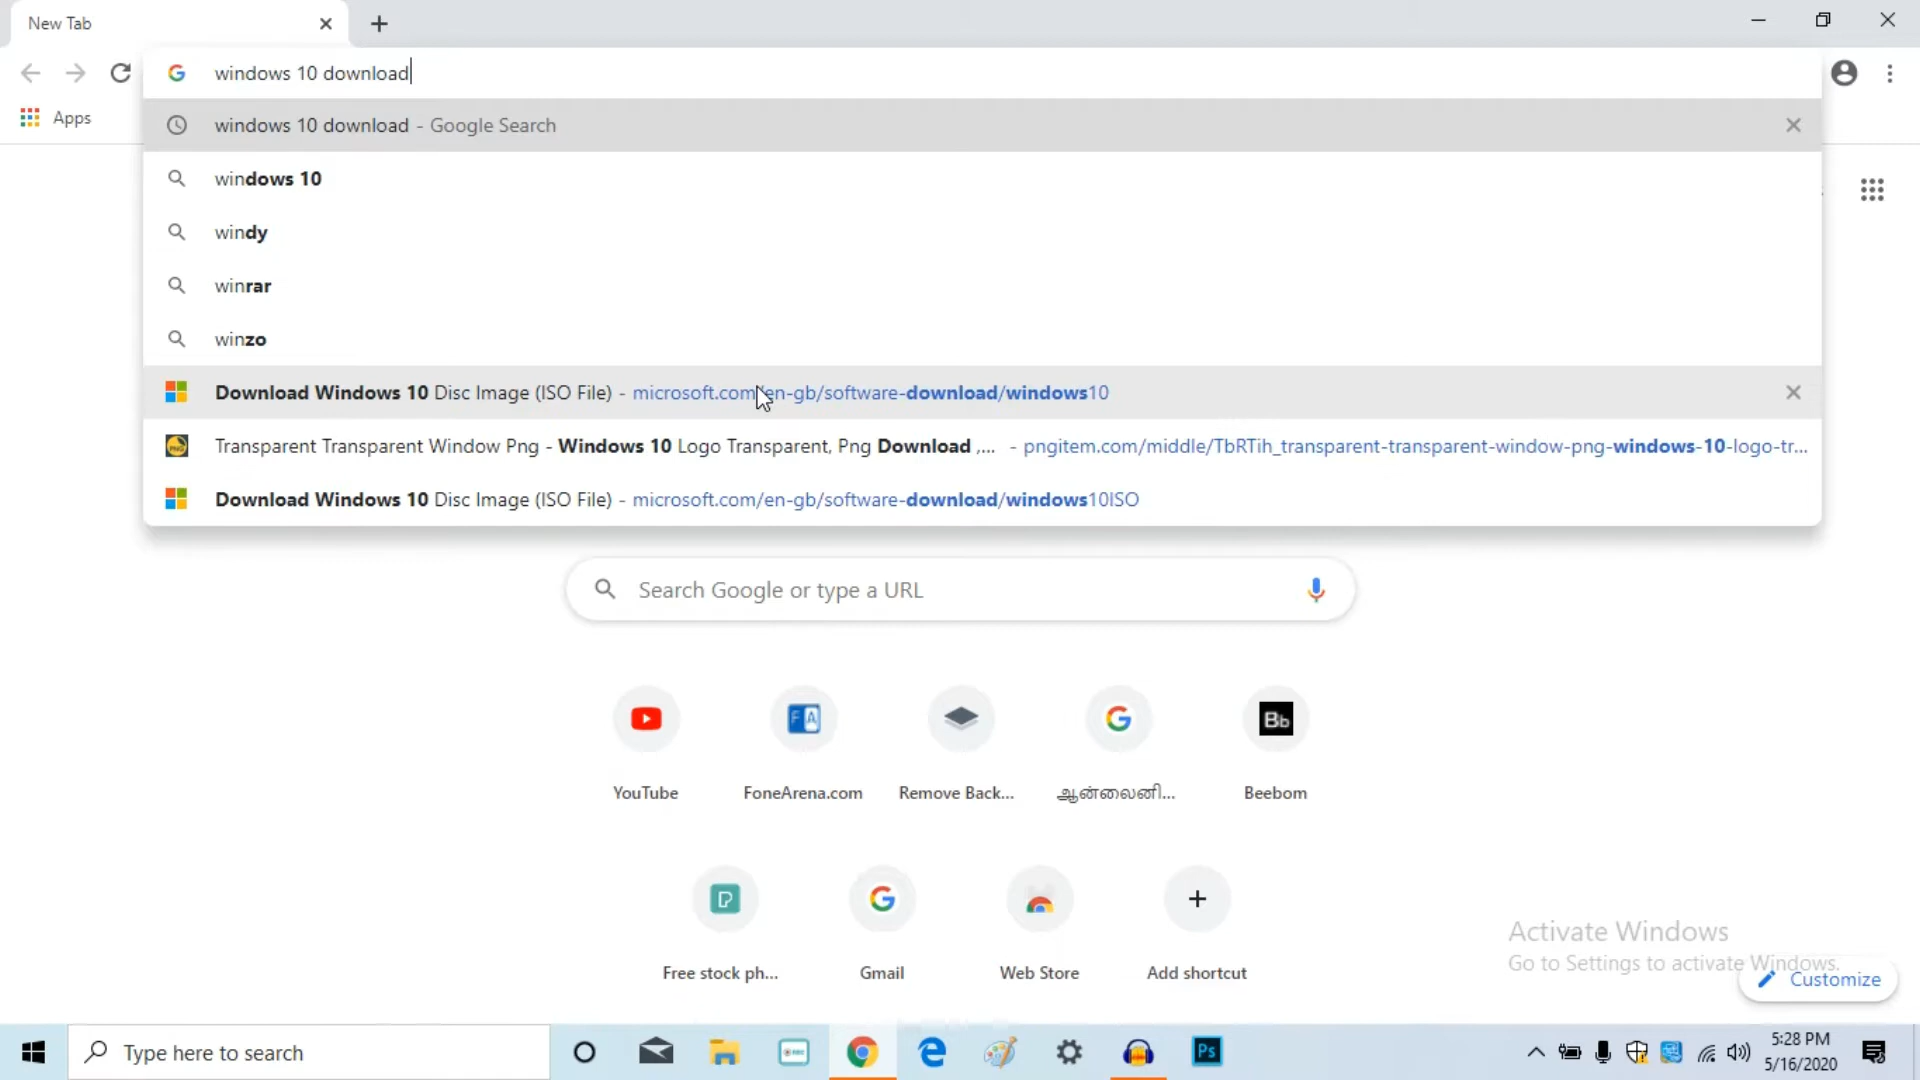 New Tab
windows 10 download
Apps
windows 10 download - Google Search
windows 10
windy
winrar
winzo
Download Windows 10 Disc Image (ISO File) - microsoft.com/en-gb/software-download/windows10
Transparent Transparent Window Png - Windows 10 Logo Transparent, Png Download ,... - pngitem.com/middle/TbRTih_transparent-transparent-window-png-windows-10-logo-tr...
Download Windows 10 Disc Image (ISO File) - microsoft.com/en-gb/software-download/windows10ISO
Search Google or type a URL
FA
Bb
YouTube
FoneArena.com
Remove Back...
ஆன்லைனி...
Beebom
Free stock ph...
Gmail
Web Store
Add shortcut
Activate Windows
Go to Settings to activate Windows.
Customize
Type here to search
Ps
5:28 PM
5/16/2020